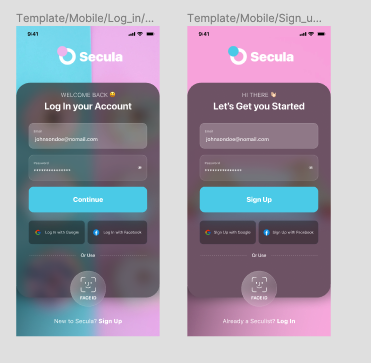 Template/Mobile/Log_in/...
9:41
Secula
WELCOME BACK 😄
Log In your Account
Email
johnsondoe@nomail.com
Password
***************
Continue
Log In with Google
Log In with Facebook
Or Use
FACE ID
New to Secula? Sign Up
Template/Mobile/Sign_u...
9:41
Secula
HI THERE 👋🏻
Let's Get you Started
Email
johnsondoe@nomail.com
Password
***************
Sign Up
Sign Up with Google
Sign Up with Facebook
Or Use
FACE ID
Already a Seculist? Log In